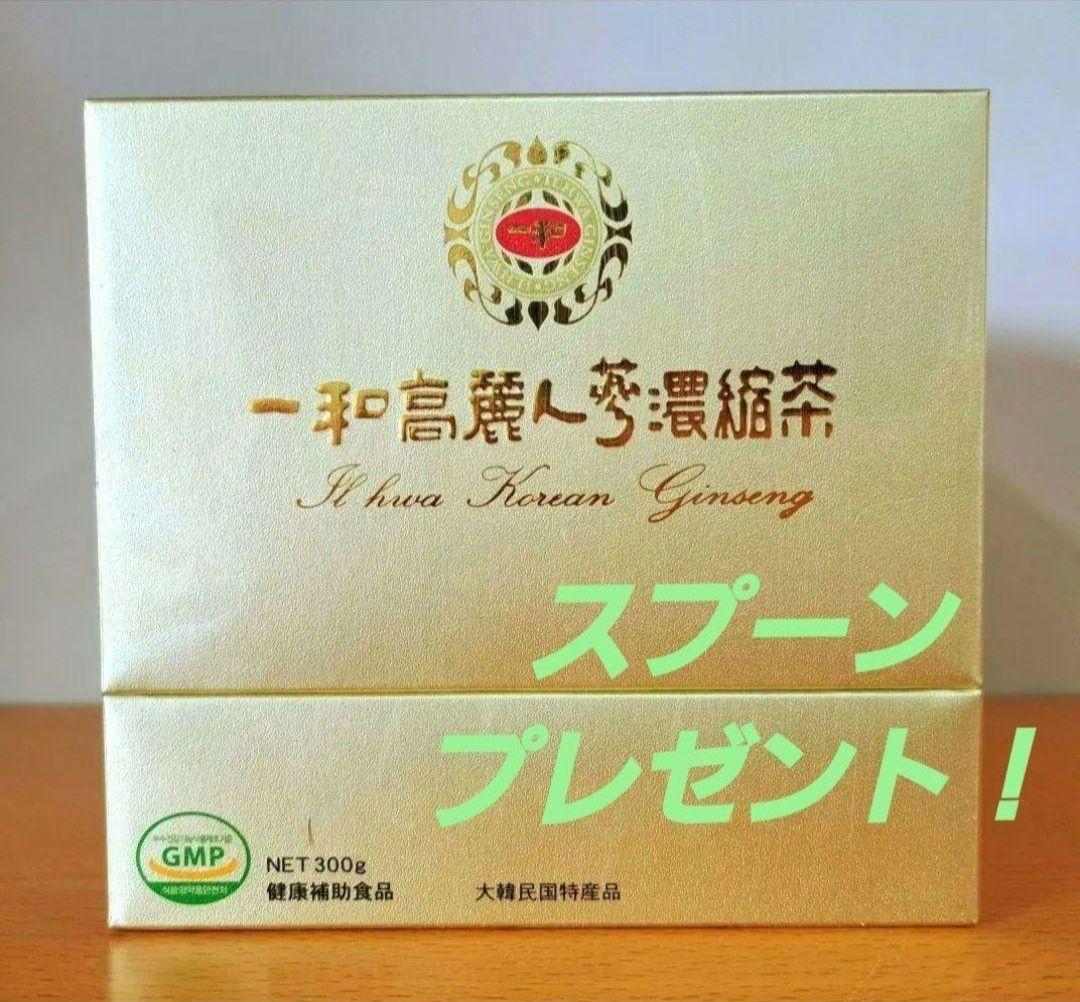 一和
一和高麗人蔘濃縮茶
Il hwa Korean Ginseng
スプーン
プレゼント！
GMP
NET 300g
健康補助食品 大韓民国特産品